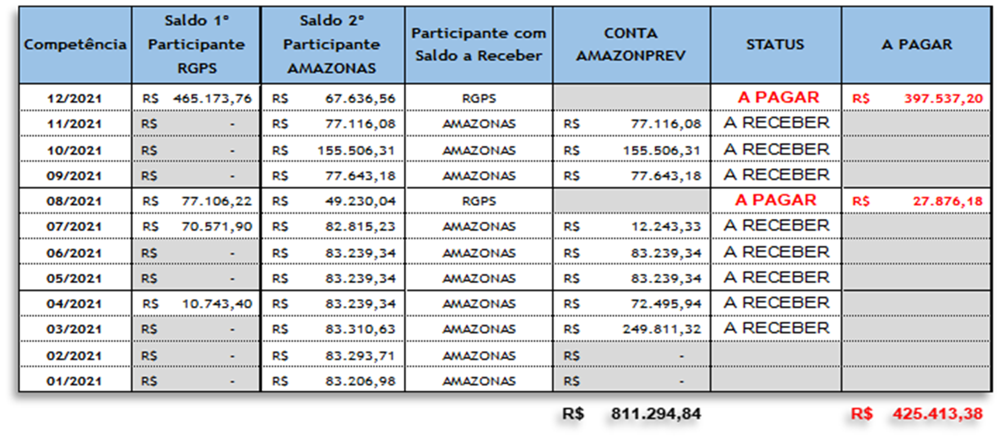 Competência | Saldo 1° Participante RGPS | Saldo 2° Participante AMAZONAS | Participante com Saldo a Receber | CONTA AMAZONPREV | STATUS | A PAGAR
12/2021 | R$ 465.173,76 | R$ 67.636,56 | RGPS | | A PAGAR | R$ 397.537,20
11/2021 | R$ - | R$ 77.116,08 | AMAZONAS | R$ 77.116,08 | A RECEBER
10/2021 | R$ - | R$ 155.506,31 | AMAZONAS | R$ 155.506,31 | A RECEBER
09/2021 | R$ - | R$ 77.643,18 | AMAZONAS | R$ 77.643,18 | A RECEBER
08/2021 | R$ 77.106,22 | R$ 49.230,04 | RGPS | | A PAGAR | R$ 27.876,18
07/2021 | R$ 70.571,90 | R$ 82.815,23 | AMAZONAS | R$ 12.243,33 | A RECEBER
06/2021 | R$ - | R$ 83.239,34 | AMAZONAS | R$ 83.239,34 | A RECEBER
05/2021 | R$ - | R$ 83.239,34 | AMAZONAS | R$ 83.239,34 | A RECEBER
04/2021 | R$ 10.743,40 | R$ 83.239,34 | AMAZONAS | R$ 72.495,94 | A RECEBER
03/2021 | R$ - | R$ 83.310,63 | AMAZONAS | R$ 249.811,32 | A RECEBER
02/2021 | R$ - | R$ 83.293,71 | AMAZONAS | R$ -
01/2021 | R$ - | R$ 83.206,98 | AMAZONAS | R$ -
R$ 811.294,84 | R$ 425.413,38